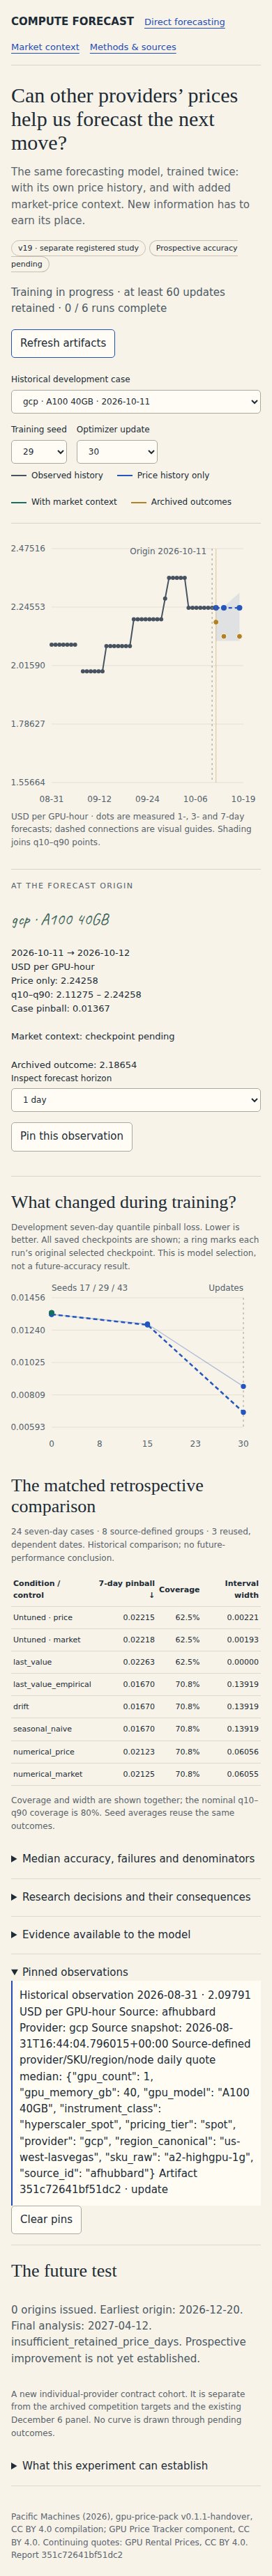 COMPUTE FORECAST Direct forecasting
Market context Methods & sources
Can other providers’ prices
help us forecast the next
move?
The same forecasting model, trained twice:
with its own price history, and with added
market-price context. New information has to
earn its place.
v19 · separate registered study Prospective accuracy
pending
Training in progress · at least 60 updates
retained · 0 / 6 runs complete
Refresh artifacts
Historical development case
gcp · A100 40GB · 2026-10-11
Training seed Optimizer update
29 30
Observed history Price history only
With market context Archived outcomes
2.47516
Origin 2026-10-11
2.24553
2.01590
1.78627
1.55664
08-31 09-12 09-24 10-06 10-19
USD per GPU-hour · dots are measured 1-, 3- and 7-day
forecasts; dashed connections are visual guides. Shading
joins q10–q90 points.
AT THE FORECAST ORIGIN
gcp · A100 40GB
2026-10-11 → 2026-10-12
USD per GPU-hour
Price only: 2.24258
q10–q90: 2.11275 – 2.24258
Case pinball: 0.01367
Market context: checkpoint pending
Archived outcome: 2.18654
Inspect forecast horizon
1 day
Pin this observation
What changed during training?
Development seven-day quantile pinball loss. Lower is
better. All saved checkpoints are shown; a ring marks each
run’s original selected checkpoint. This is model selection,
not a future-accuracy result.
Seeds 17 / 29 / 43 Updates
0.01456
0.01240
0.01025
0.00809
0.00593
0 8 15 23 30
The matched retrospective
comparison
24 seven-day cases · 8 source-defined groups · 3 reused,
dependent dates. Historical comparison; no future-
performance conclusion.
Condition / control 7-day pinball ↓ Coverage Interval width
Untuned · price 0.02215 62.5% 0.00221
Untuned · market 0.02218 62.5% 0.00193
last_value 0.02263 62.5% 0.00000
last_value_empirical 0.01670 70.8% 0.13919
drift 0.01670 70.8% 0.13919
seasonal_naive 0.01670 70.8% 0.13919
numerical_price 0.02123 70.8% 0.06056
numerical_market 0.02125 70.8% 0.06055
Coverage and width are shown together; the nominal q10–
q90 coverage is 80%. Seed averages reuse the same
outcomes.
Median accuracy, failures and denominators
Research decisions and their consequences
Evidence available to the model
Pinned observations
Historical observation 2026-08-31 · 2.09791
USD per GPU-hour Source: afhubbard
Provider: gcp Source snapshot: 2026-08-
31T16:44:04.796015+00:00 Source-defined
provider/SKU/region/node daily quote
median: {"gpu_count": 1,
"gpu_memory_gb": 40, "gpu_model": "A100
40GB", "instrument_class":
"hyperscaler_spot", "pricing_tier": "spot",
"provider": "gcp", "region_canonical": "us-
west-lasvegas", "sku_raw": "a2-highgpu-1g",
"source_id": "afhubbard"} Artifact
351c72641bf51dc2 · update
Clear pins
The future test
0 origins issued. Earliest origin: 2026-12-20.
Final analysis: 2027-04-12.
insufficient_retained_price_days. Prospective
improvement is not yet established.
A new individual-provider contract cohort. It is separate
from the archived competition targets and the existing
December 6 panel. No curve is drawn through pending
outcomes.
What this experiment can establish
Pacific Machines (2026), gpu-price-pack v0.1.1-handover,
CC BY 4.0 compilation; GPU Price Tracker component, CC
BY 4.0. Continuing quotes: GPU Rental Prices, CC BY 4.0.
Report 351c72641bf51dc2